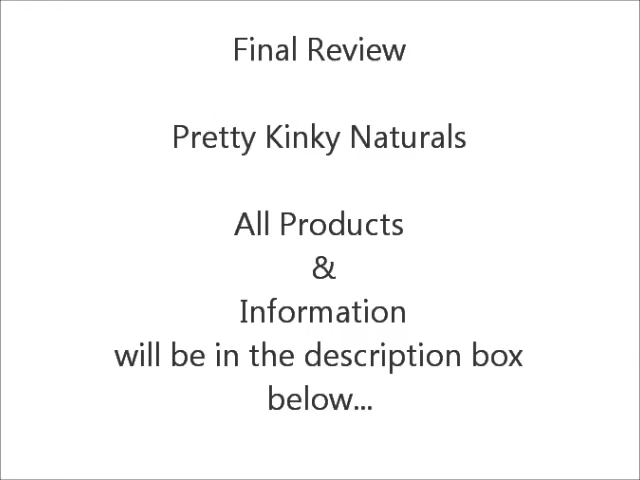 Final Review
Pretty Kinky Naturals
All Products
&
Information
will be in the description box
below...